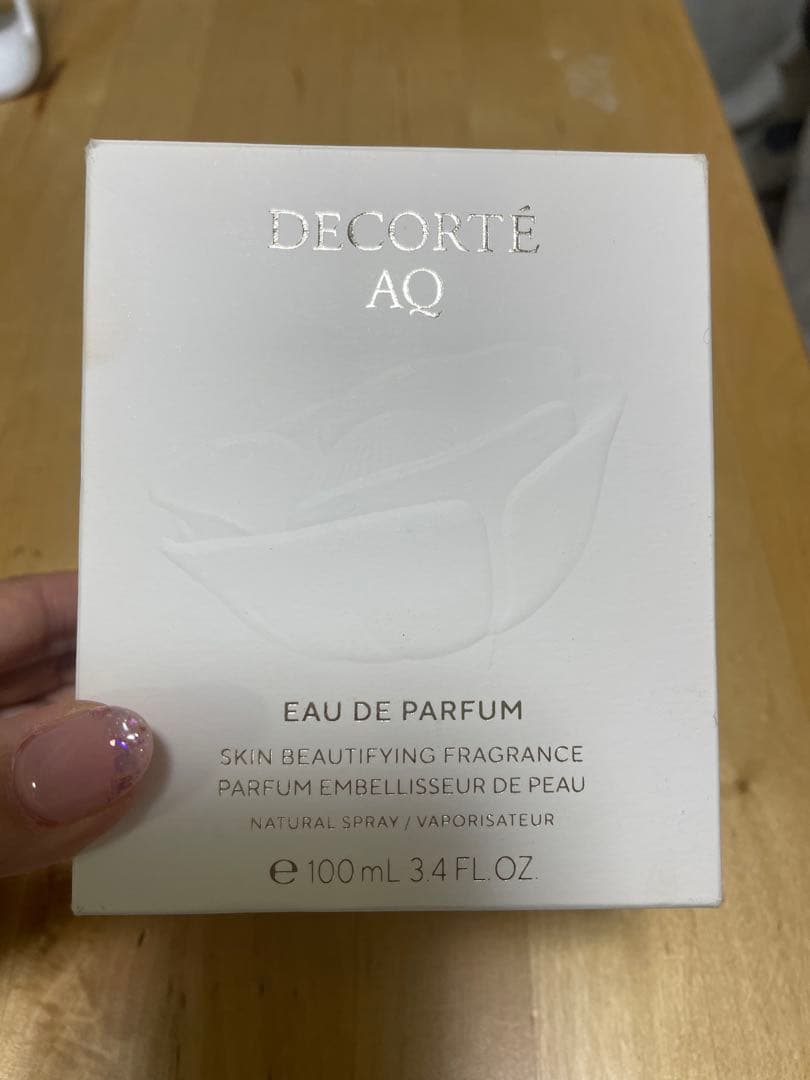 DECORTÉ
AQ
EAU DE PARFUM
SKIN BEAUTIFYING FRAGRANCE
PARFUM EMBELLISSEUR DE PEAU
NATURAL SPRAY / VAPORISATEUR
℮ 100 mL 3.4 FL.OZ.